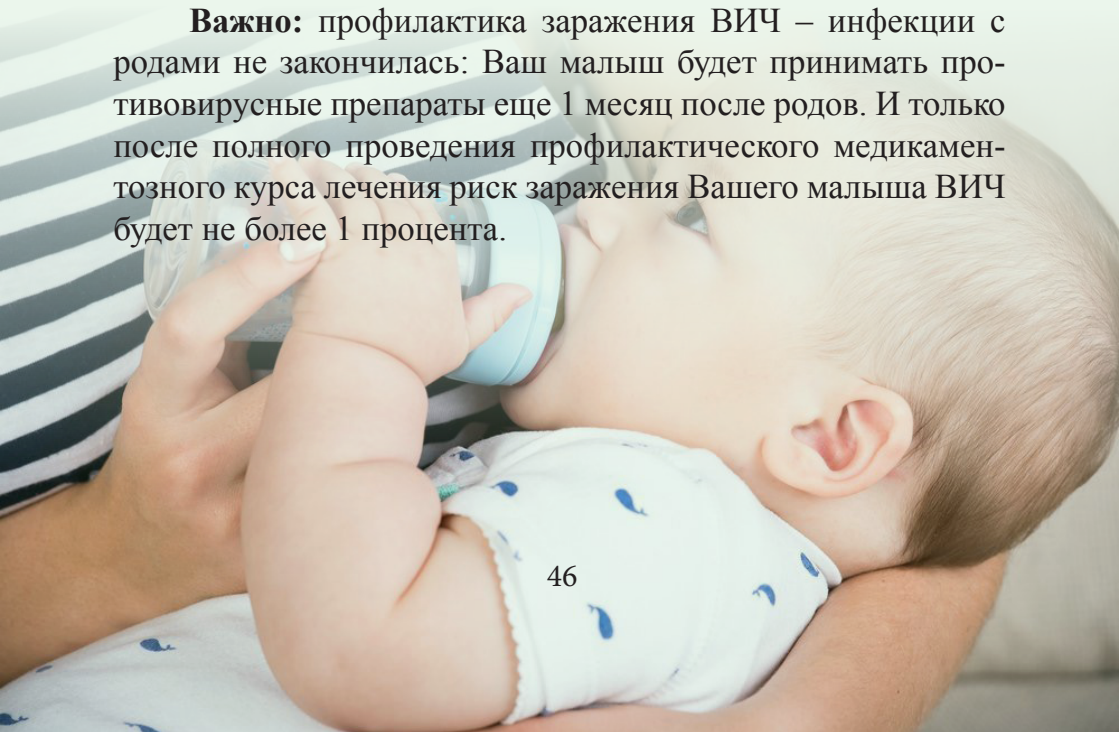 Важно: профилактика заражения ВИЧ – инфекции с
родами не закончилась: Ваш малыш будет принимать про-
тивовирусные препараты еще 1 месяц после родов. И только
после полного проведения профилактического медикамен-
тозного курса лечения риск заражения Вашего малыша ВИЧ
будет не более 1 процента.
46